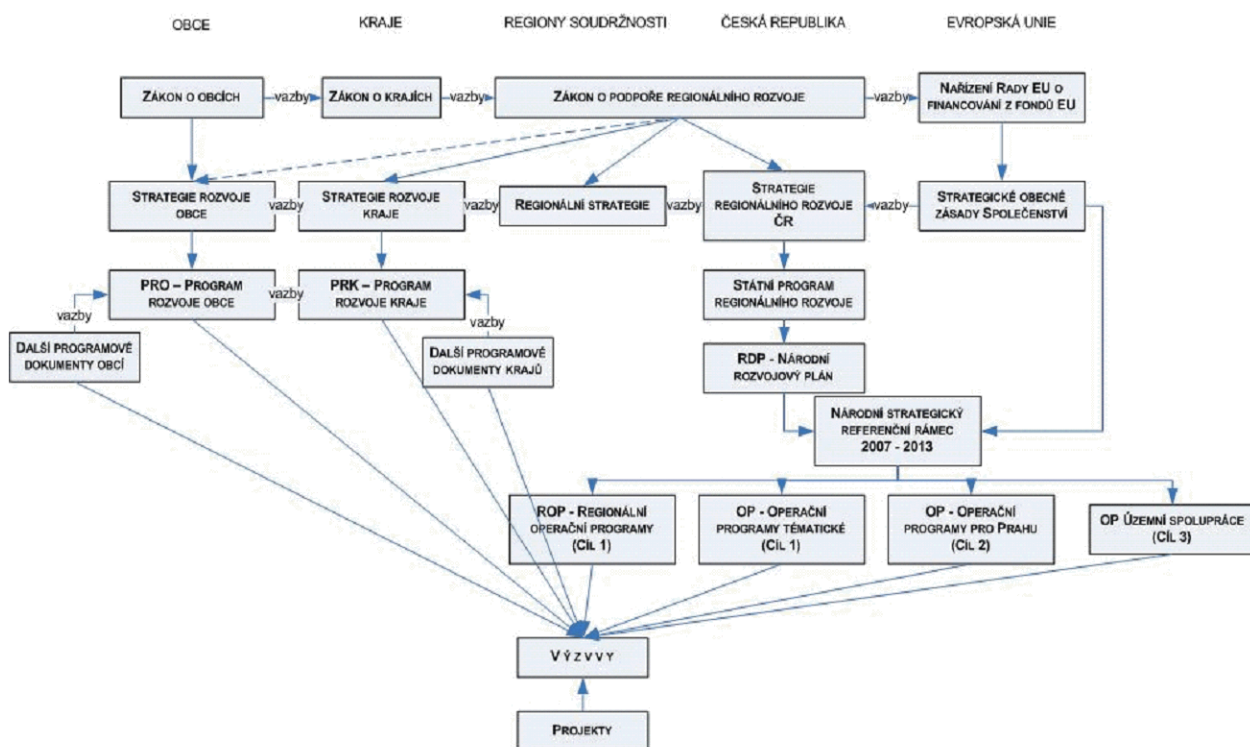 OBCE
KRAJE
REGIONY SOUDRŽNOSTI
ČESKÁ REPUBLIKA
EVROPSKÁ UNIE
ZÁKON O OBCÍCH
vazby
ZÁKON O KRAJÍCH
vazby
ZÁKON O PODPOŘE REGIONÁLNÍHO ROZVOJE
vazby
NAŘÍZENÍ RADY EU O
FINANCOVÁNÍ Z FONDŮ EU
STRATEGIE ROZVOJE
OBCE
vazby
STRATEGIE ROZVOJE
KRAJE
vazby
REGIONÁLNÍ STRATEGIE
vazby
STRATEGIE
REGIONÁLNÍHO ROZVOJE
ČR
vazby
STRATEGICKÉ OBECNÉ
ZÁSADY SPOLEČENSTVÍ
PRO – PROGRAM
ROZVOJE OBCE
vazby
PRK – PROGRAM
ROZVOJE KRAJE
STÁTNÍ PROGRAM
REGIONÁLNÍHO ROZVOJE
vazby
vazby
DALŠÍ PROGRAMOVÉ
DOKUMENTY OBCÍ
DALŠÍ PROGRAMOVÉ
DOKUMENTY KRAJŮ
RDP - NÁRODNÍ
ROZVOJOVÝ PLÁN
NÁRODNÍ STRATEGICKÝ
REFERENČNÍ RÁMEC
2007 - 2013
ROP - REGIONÁLNÍ
OPERAČNÍ PROGRAMY
(CÍL 1)
OP - OPERAČNÍ
PROGRAMY TÉMATICKÉ
(CÍL 1)
OP - OPERAČNÍ
PROGRAMY PRO PRAHU
(CÍL 2)
OP ÚZEMNÍ SPOLUPRÁCE
(CÍL 3)
VÝZVVY
PROJEKTY